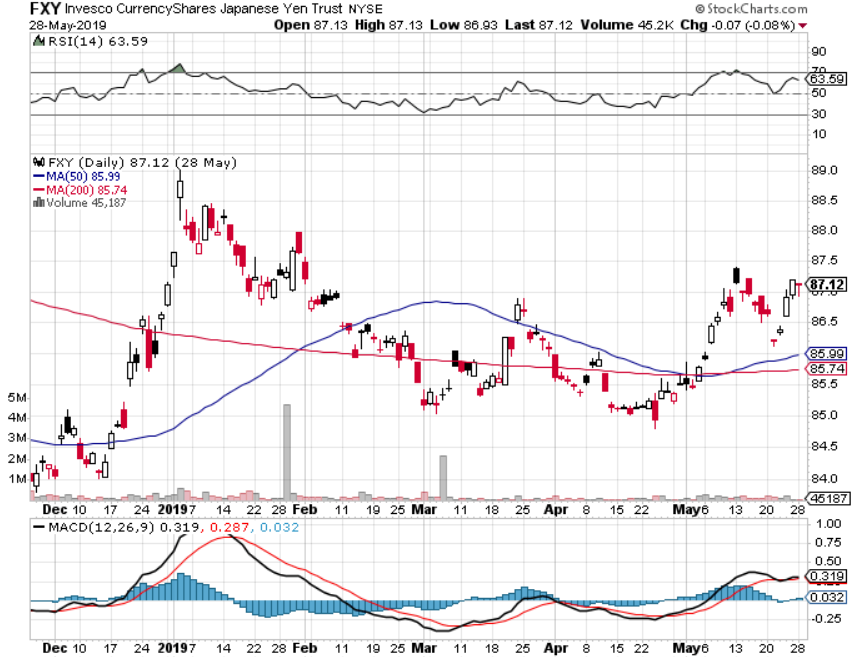 FXY Invesco CurrencyShares Japanese Yen Trust NYSE
© StockCharts.com
28-May-2019
Open 87.13 High 87.13 Low 86.93 Last 87.12 Volume 45.2K Chg -0.07 (-0.08%)
RSI(14) 63.59
90
70
63.59
50
30
10
FXY (Daily) 87.12 (28 May)
MA(50) 85.99
MA(200) 85.74
Volume 45,187
89.0
88.5
88.0
87.5
87.12
87.0
86.5
85.99
85.74
85.5
85.0
84.5
84.0
5M
4M
3M
2M
1M
45187
Dec 10 17 24 2019 7 14 22 28 Feb 11 19 25 Mar 11 18 25 Apr 8 15 22 May 6 13 20 28
MACD(12,26,9) 0.319, 0.287, 0.032
1.00
0.75
0.50
0.319
0.032
-0.25
Dec 10 17 24 2019 7 14 22 28 Feb 11 19 25 Mar 11 18 25 Apr 8 15 22 May 6 13 20 28